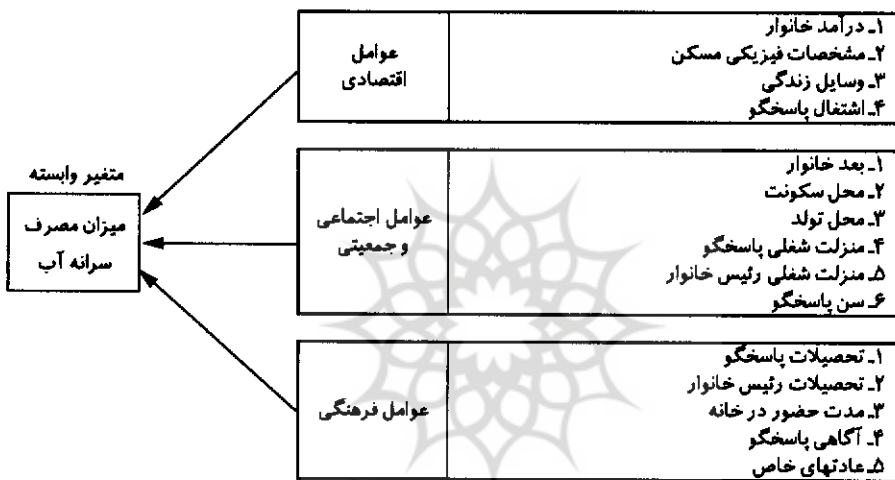 ۱ـ درآمد خانوار
۲ـ مشخصات فیزیکی مسکن
۳ـ وسایل زندگی
۴ـ اشتغال پاسخگو
عوامل
اقتصادی
۱ـ بعد خانوار
۲ـ محل سکونت
۳ـ محل تولد
۴ـ منزلت شغلی پاسخگو
۵ـ منزلت شغلی رئیس خانوار
۶ـ سن پاسخگو
عوامل اجتماعی
و جمعیتی
۱ـ تحصیلات پاسخگو
۲ـ تحصیلات رئیس خانوار
۳ـ مدت حضور در خانه
۴ـ آگاهی پاسخگو
۵ـ عادتهای خاص
عوامل فرهنگی
متغیر وابسته
میزان مصرف
سرانه آب